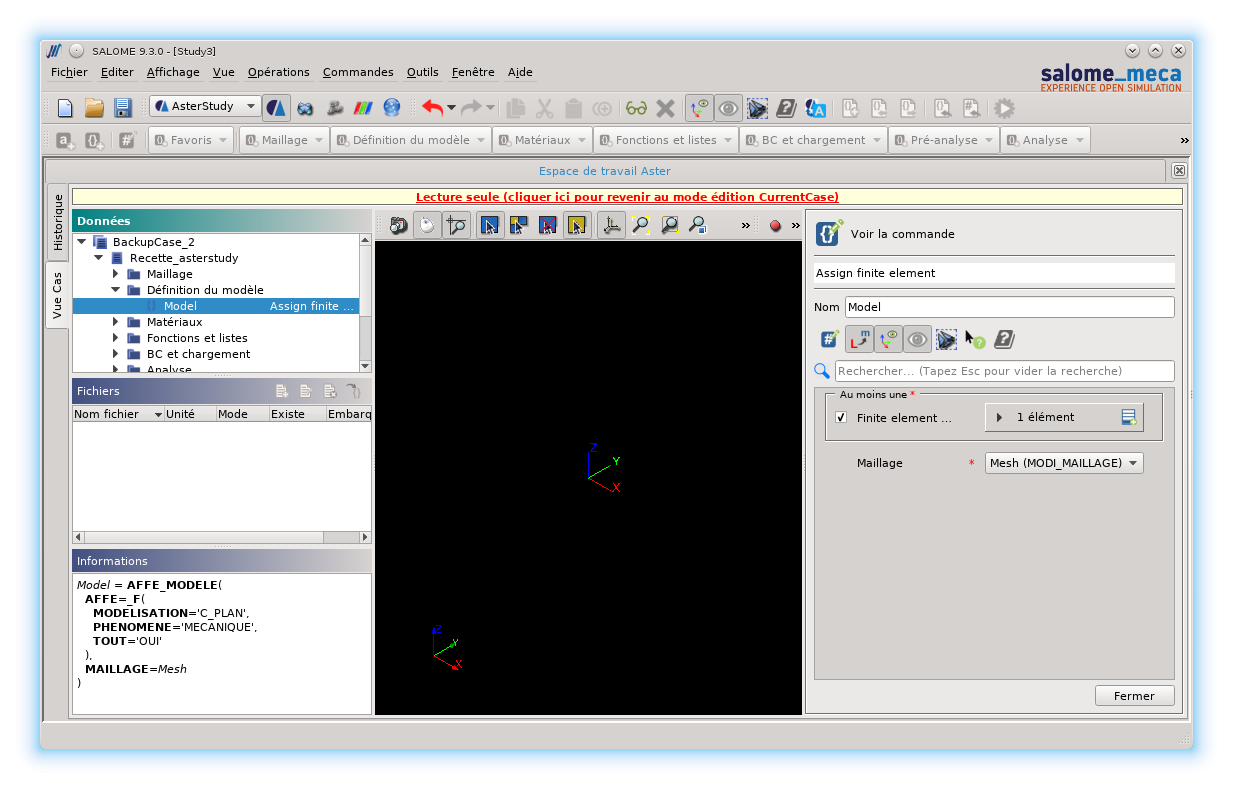 SALOME 9.3.0 - [Study3]
Fichier Editer Affichage Vue Opérations Commandes Outils Fenêtre Aide
salome_meca
EXPERIENCE OPEN SIMULATION
AsterStudy
Favoris Maillage Définition du modèle Matériaux Fonctions et listes BC et chargement Pré-analyse Analyse »
Espace de travail Aster
Lecture seule (cliquer ici pour revenir au mode édition CurrentCase)
Historique
Vue Cas
Données
BackupCase_2
Recette_asterstudy
Maillage
Définition du modèle
Model Assign finite ...
Matériaux
Fonctions et listes
BC et chargement
Analyse
Fichiers
Nom fichier Unité Mode Existe Embarq
Informations
Model = AFFE_MODELE(
AFFE=_F(
MODELISATION='C_PLAN',
PHENOMENE='MECANIQUE',
TOUT='OUI'
),
MAILLAGE=Mesh
)
» »
Z
Y
X
Z
Y
X
Voir la commande
Assign finite element
Nom Model
Rechercher... (Tapez Esc pour vider la recherche)
Au moins une *
Finite element ... 1 élément
Maillage * Mesh (MODI_MAILLAGE)
Fermer